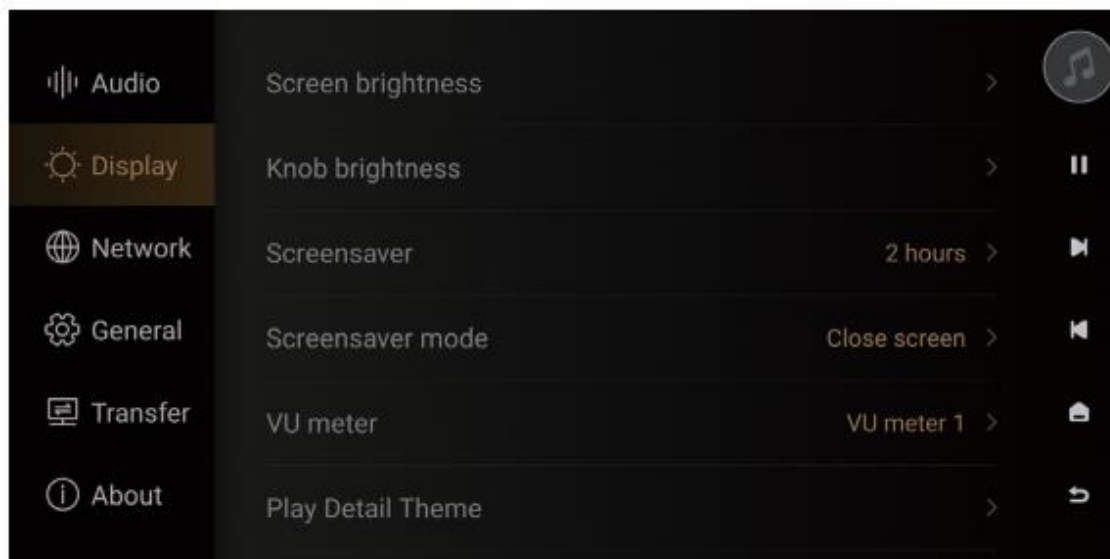 Audio
Display
Network
General
Transfer
About
Screen brightness
Knob brightness
Screensaver 2 hours
Screensaver mode Close screen
VU meter VU meter 1
Play Detail Theme